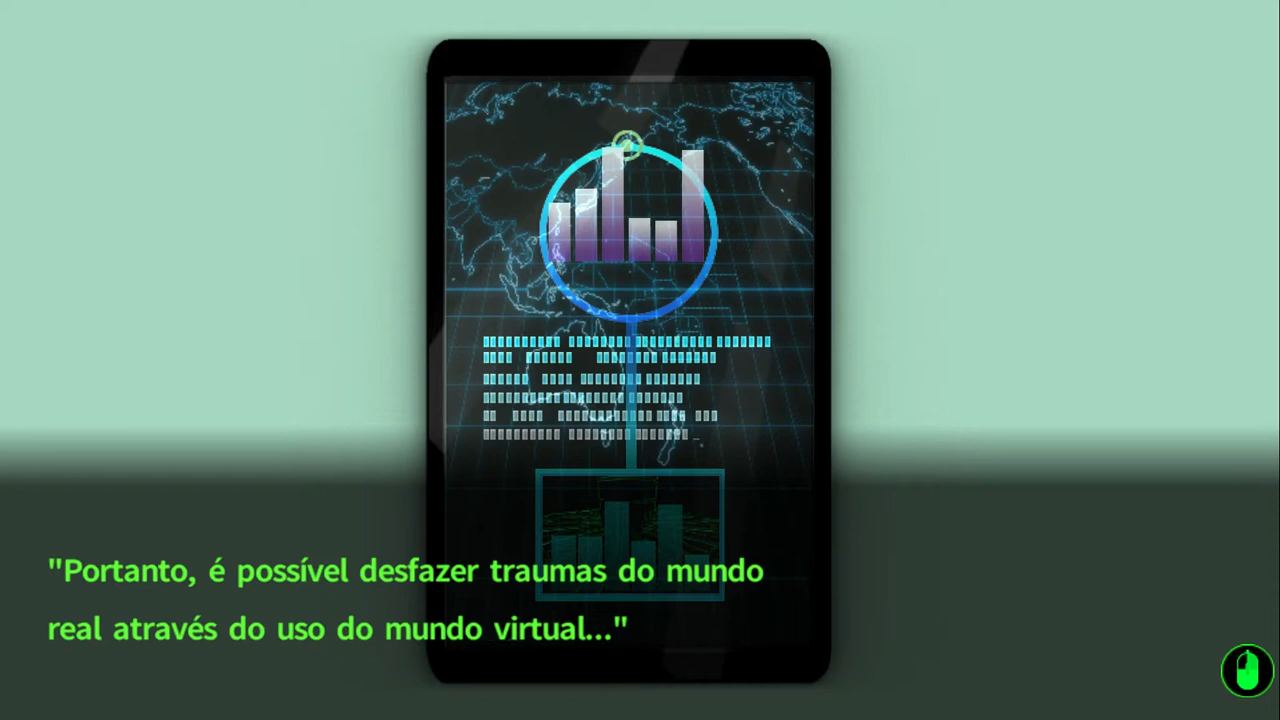 "Portanto, é possível desfazer traumas do mundo
real através do uso do mundo virtual..."